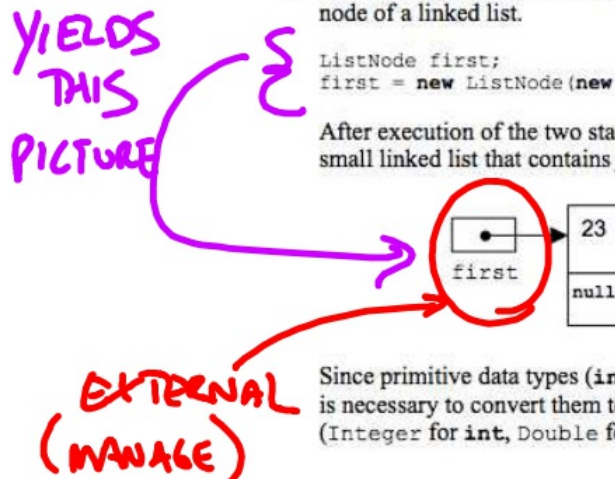 node of a linked list.
YIELDS
THIS
PICTURE
ListNode first;
first = new ListNode(new
After execution of the two sta
small linked list that contains
23
first
null
EXTERNAL
(MANAGE)
Since primitive data types (in
is necessary to convert them t
(Integer for int, Double f